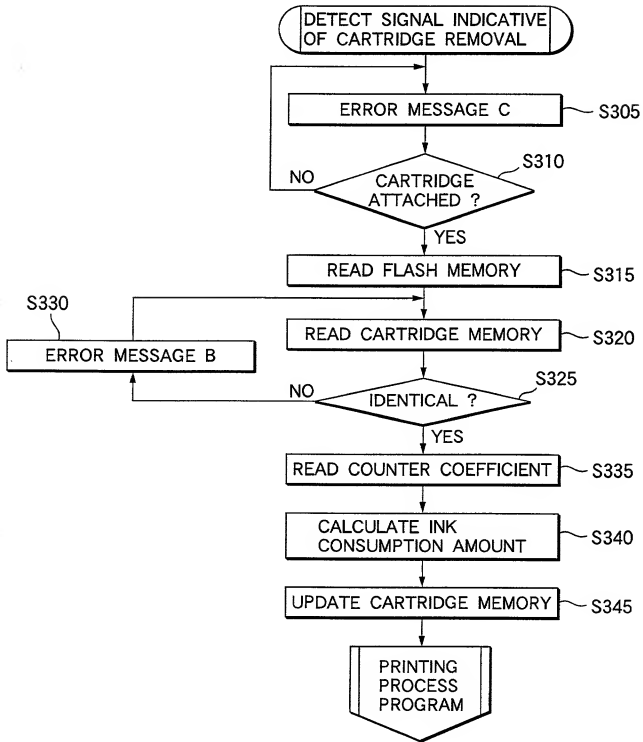 DETECT SIGNAL INDICATIVE
OF CARTRIDGE REMOVAL
ERROR MESSAGE C
S305
S310
NO
CARTRIDGE
ATTACHED ?
YES
READ FLASH MEMORY
S315
S330
READ CARTRIDGE MEMORY
S320
ERROR MESSAGE B
S325
NO
IDENTICAL ?
YES
READ COUNTER COEFFICIENT
S335
CALCULATE INK
CONSUMPTION AMOUNT
S340
UPDATE CARTRIDGE MEMORY
S345
PRINTING
PROCESS
PROGRAM